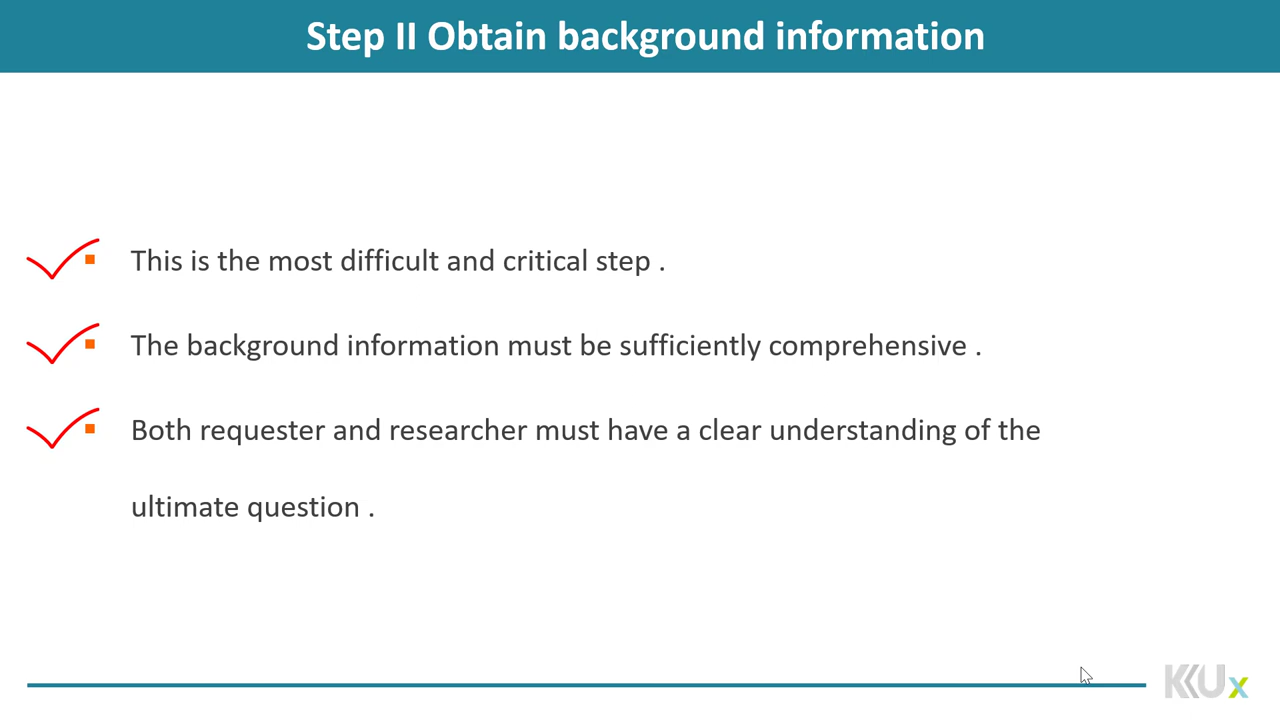 Step II Obtain background information
This is the most difficult and critical step .
The background information must be sufficiently comprehensive .
Both requester and researcher must have a clear understanding of the
ultimate question .
KKUx